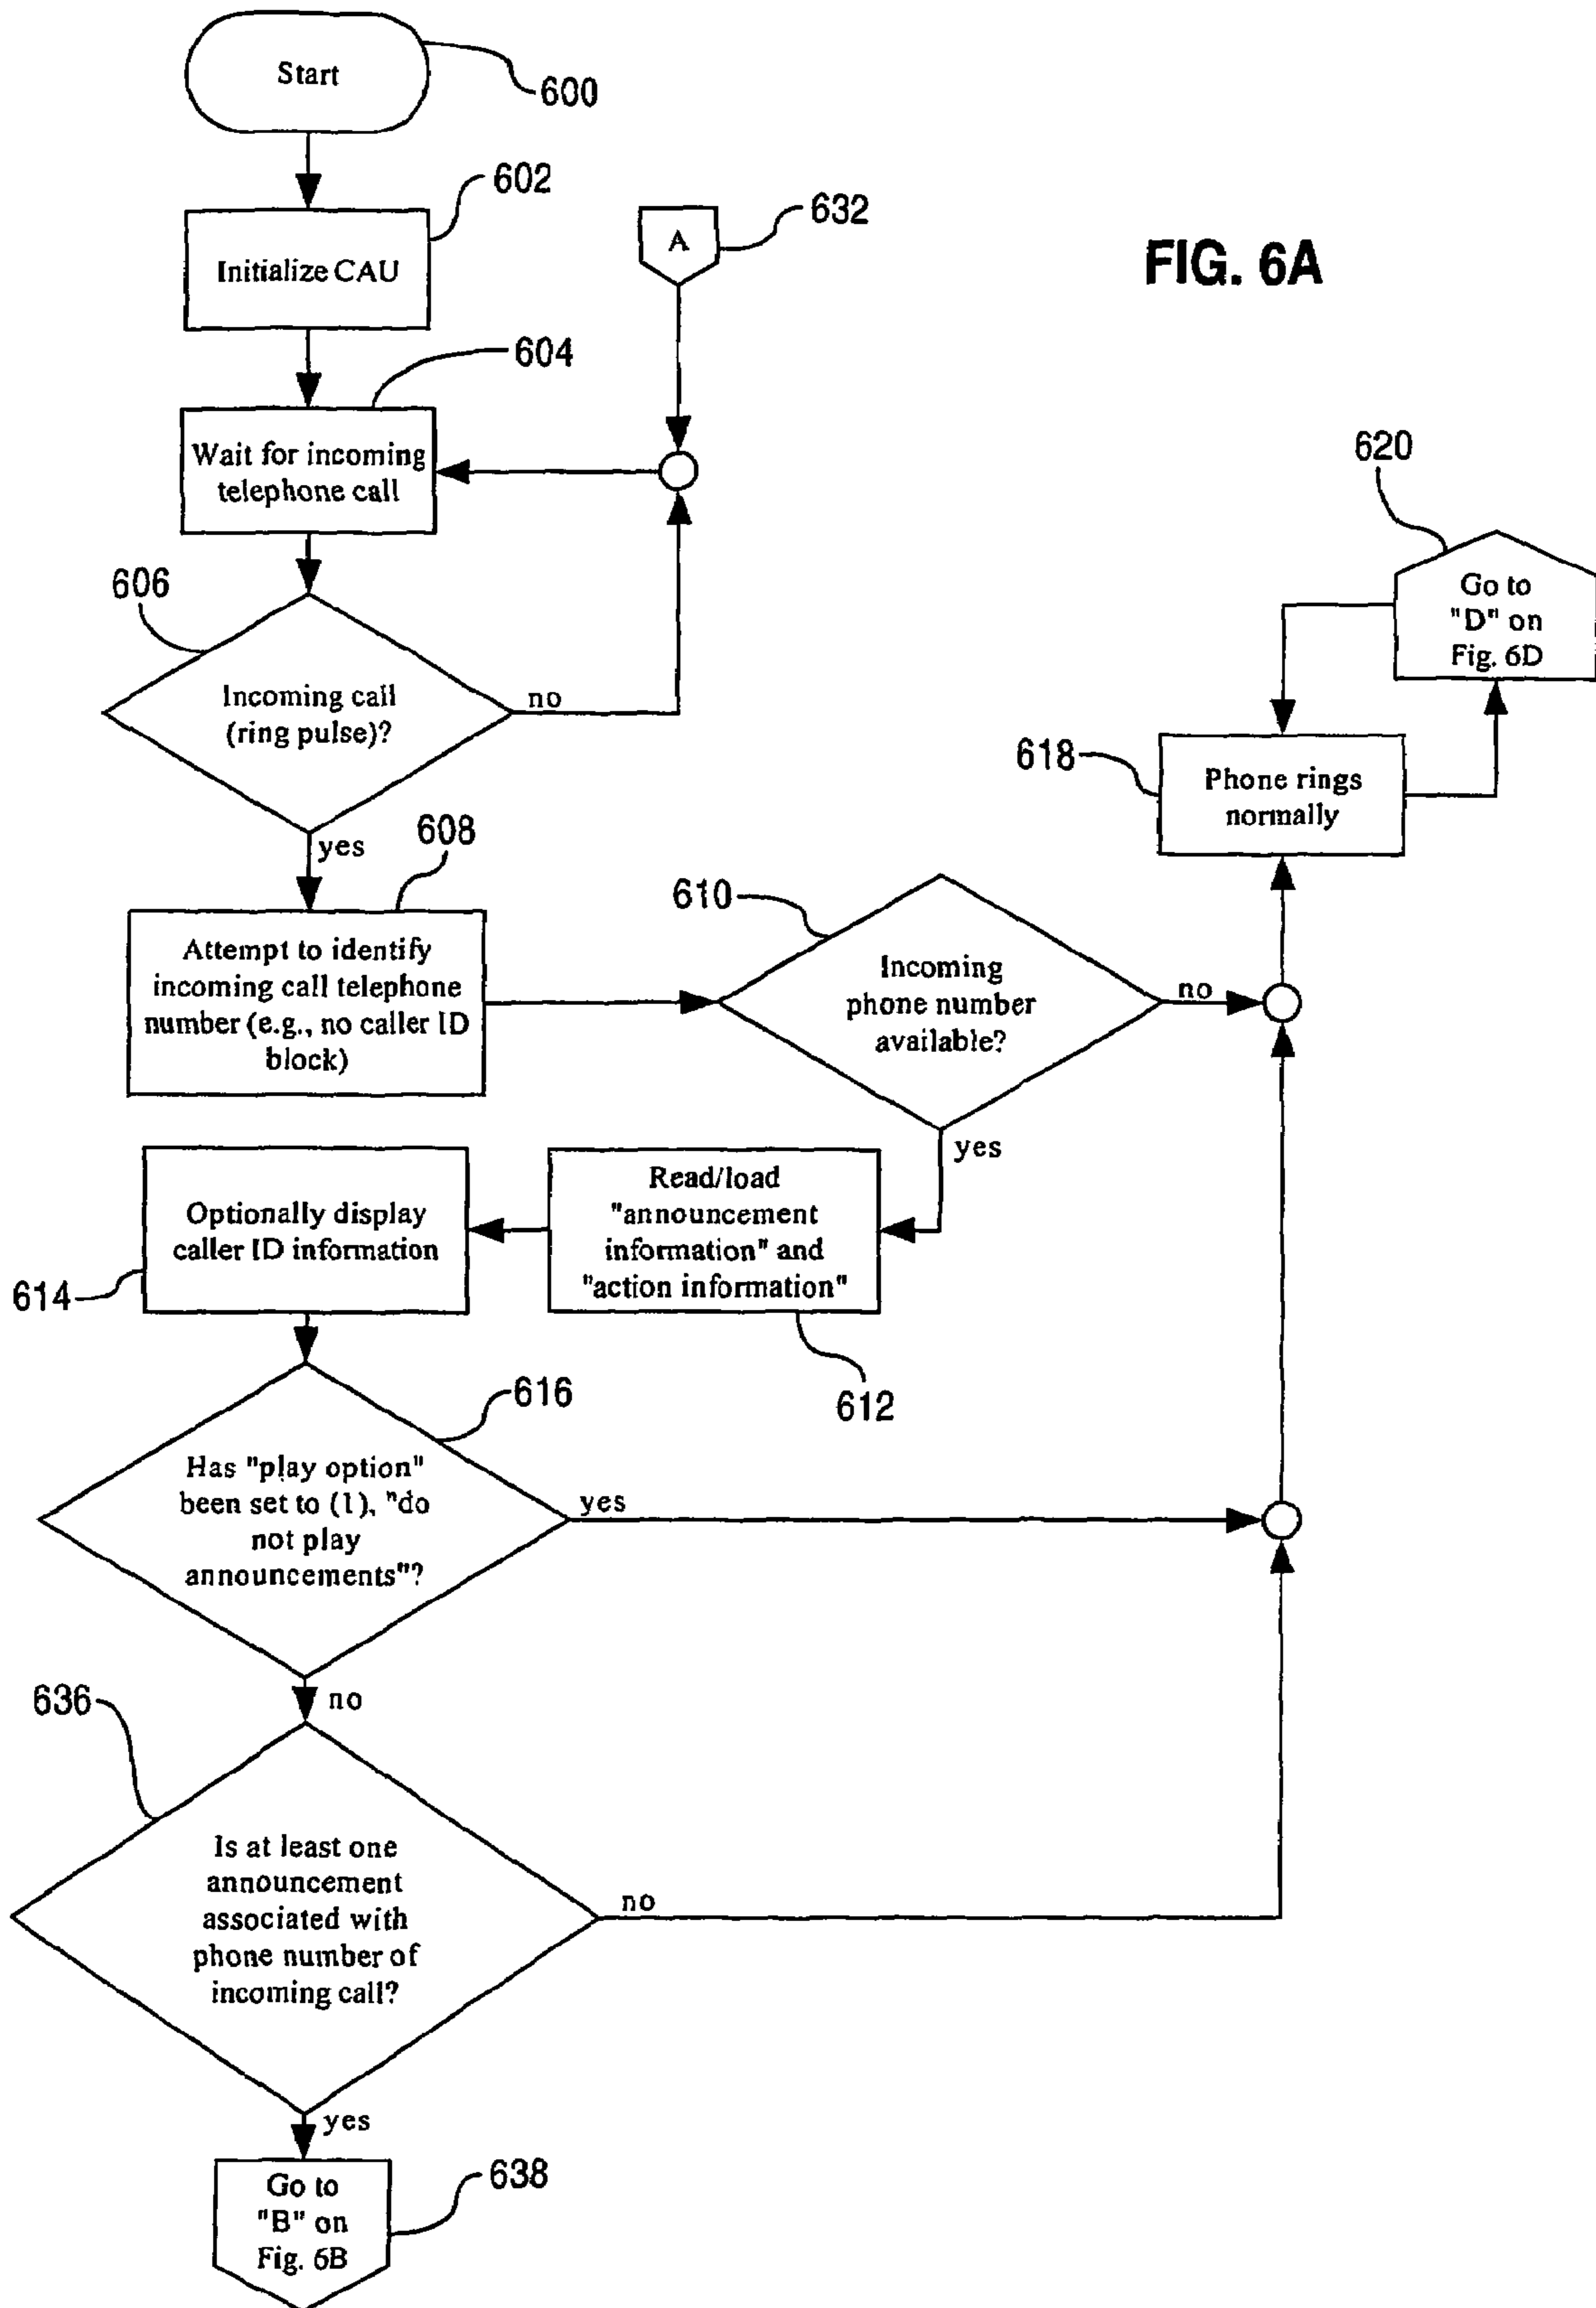 Start
600
602
Initialize CAU
A
632
FIG. 6A
604
Wait for incoming
telephone call
620
Go to
"D" on
Fig. 6D
606
Incoming call
(ring pulse)?
no
618
Phone rings
normally
yes
608
Attempt to identify
incoming call telephone
number (e.g., no caller ID
block)
610
Incoming
phone number
available?
no
yes
Optionally display
caller ID information
614
Read/load
"announcement
information" and
"action information"
612
616
Has "play option"
been set to (1), "do
not play
announcements"?
yes
no
636
Is at least one
announcement
associated with
phone number of
incoming call?
no
yes
Go to
"B" on
Fig. 6B
638